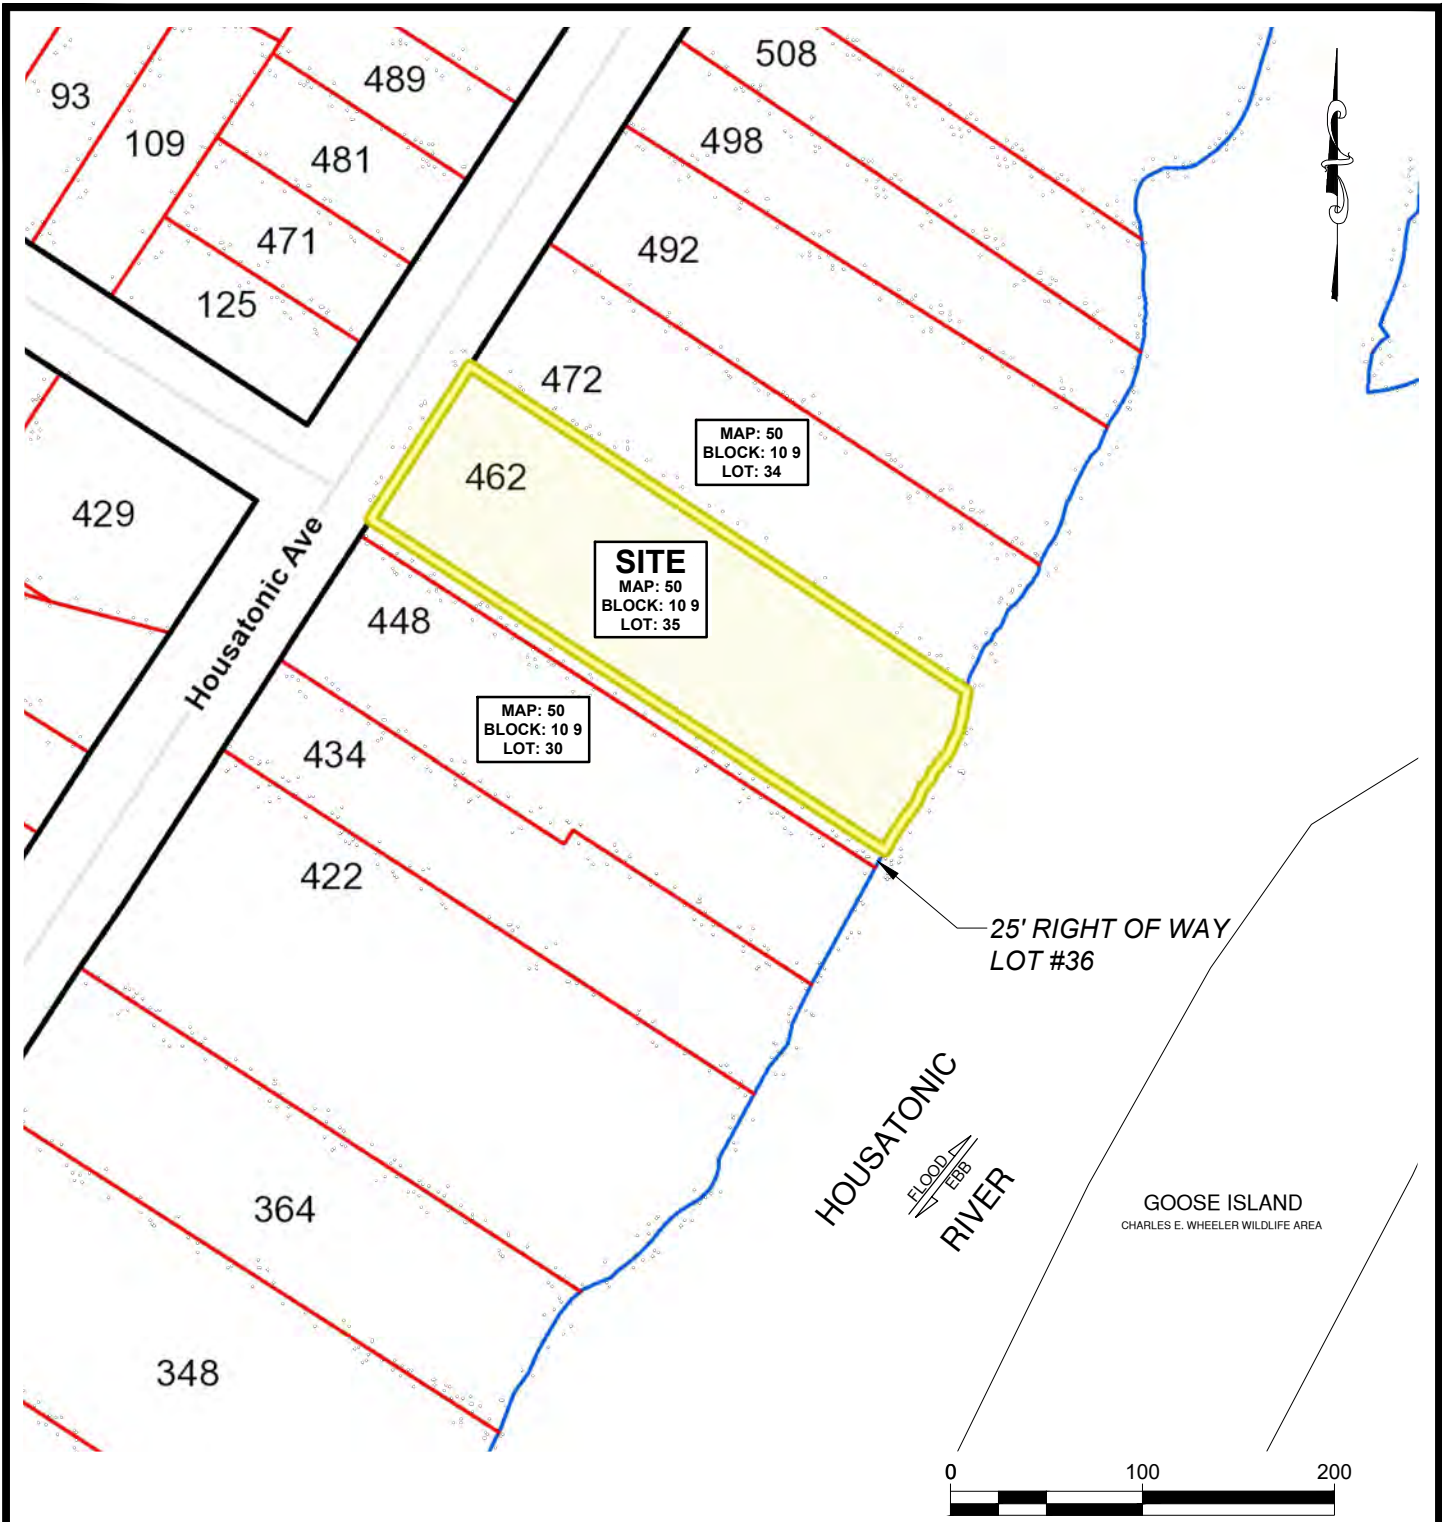 508
489
93
498
109
481
471
492
125
472
MAP: 50
BLOCK: 10 9
LOT: 34
462
429
Housatonic Ave
SITE
MAP: 50
BLOCK: 10 9
LOT: 35
448
MAP: 50
BLOCK: 10 9
LOT: 30
434
422
25' RIGHT OF WAY
LOT #36
HOUSATONIC
RIVER
FLOOD
EBB
GOOSE ISLAND
CHARLES E. WHEELER WILDLIFE AREA
364
348
0 100 200